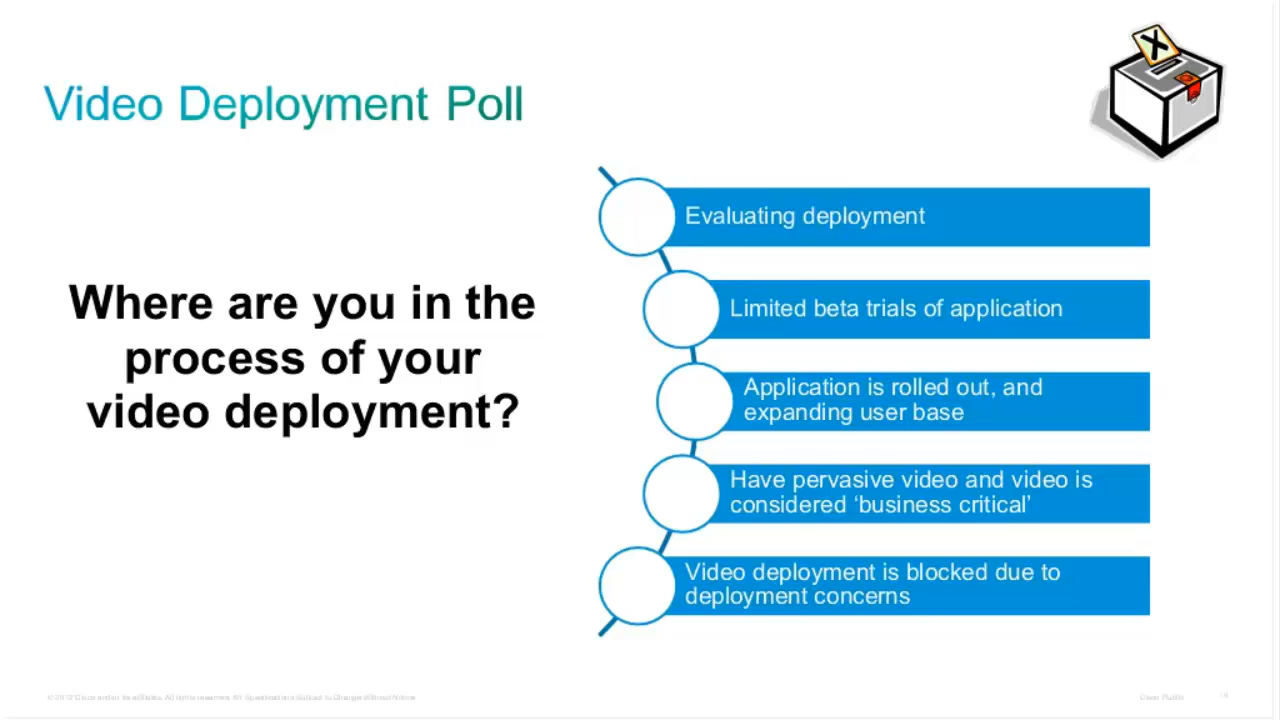 Video Deployment Poll
Where are you in the
process of your
video deployment?
Evaluating deployment
Limited beta trials of application
Application is rolled out, and
expanding user base
Have pervasive video and video is
considered ‘business critical’
Video deployment is blocked due to
deployment concerns
X